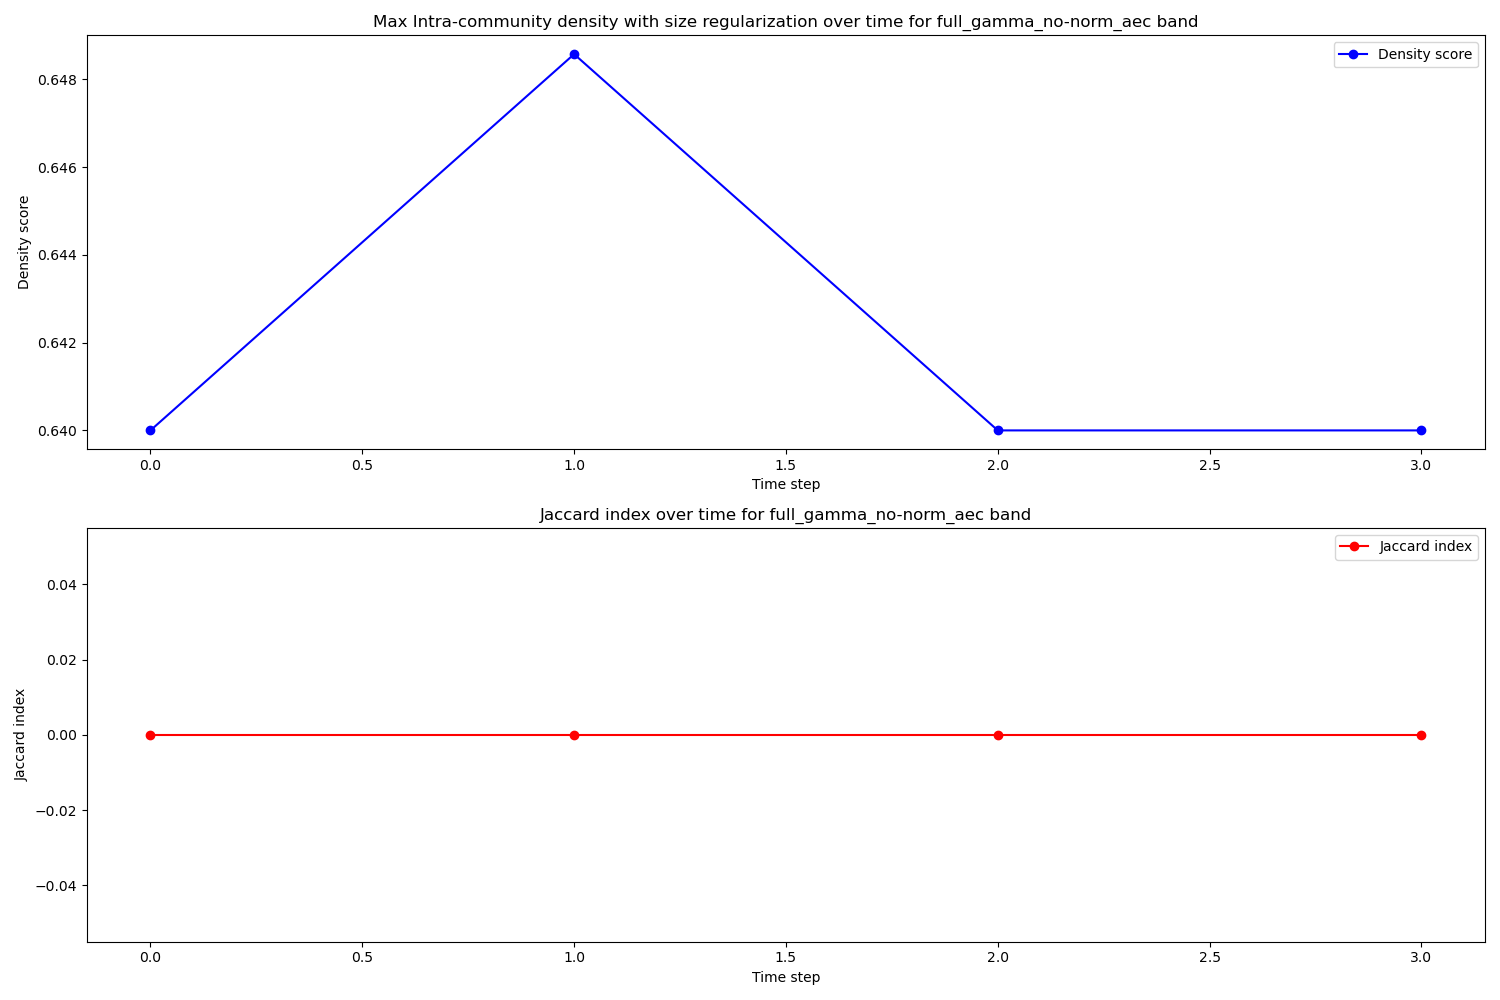 Max Intra-community density with size regularization over time for full_gamma_no-norm_aec band
Density score
0.648
0.646
0.644
0.642
0.640
Density score
0.0 0.5 1.0 1.5 2.0 2.5 3.0
Time step
Jaccard index over time for full_gamma_no-norm_aec band
Jaccard index
0.04
0.02
0.00
−0.02
−0.04
Jaccard index
0.0 0.5 1.0 1.5 2.0 2.5 3.0
Time step